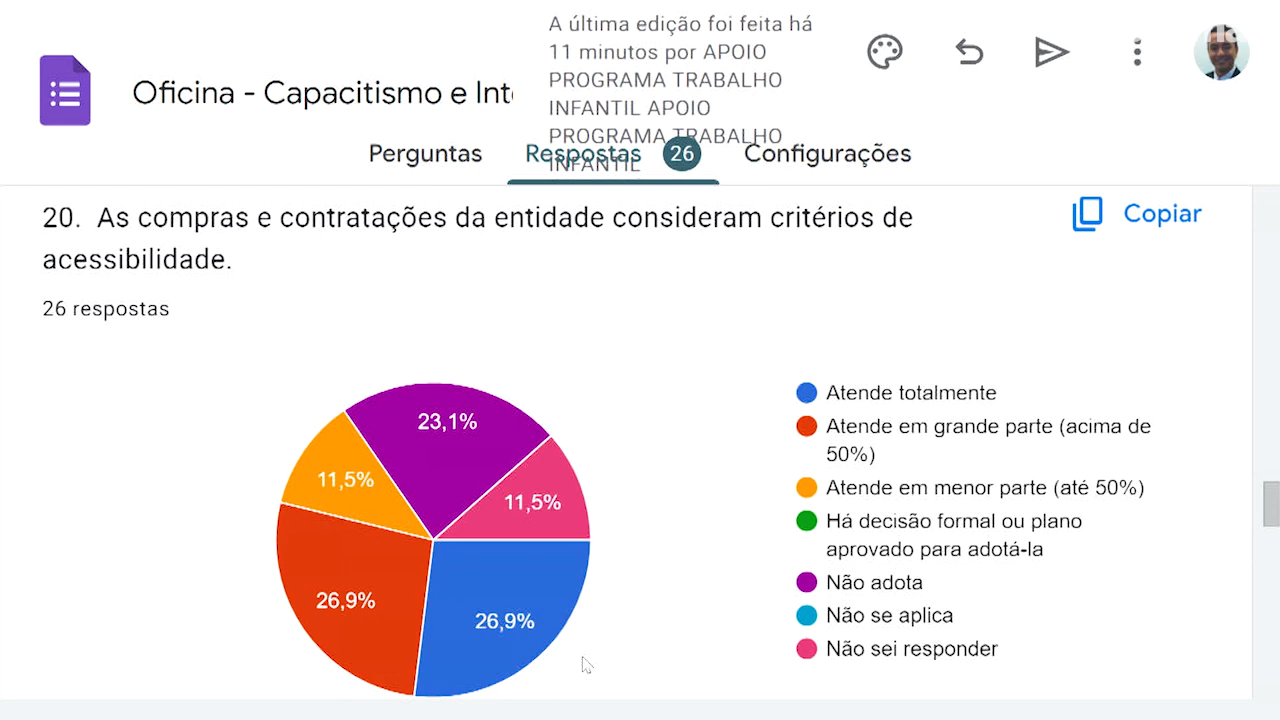 A última edição foi feita há
11 minutos por APOIO
PROGRAMA TRABALHO
INFANTIL APOIO
PROGRAMA TRABALHO
INFANTIL
Oficina - Capacitismo e Int
Perguntas
Respostas
26
Configurações
20. As compras e contratações da entidade consideram critérios de
acessibilidade.
Copiar
26 respostas
23,1%
11,5%
11,5%
26,9%
26,9%
Atende totalmente
Atende em grande parte (acima de
50%)
Atende em menor parte (até 50%)
Há decisão formal ou plano
aprovado para adotá-la
Não adota
Não se aplica
Não sei responder